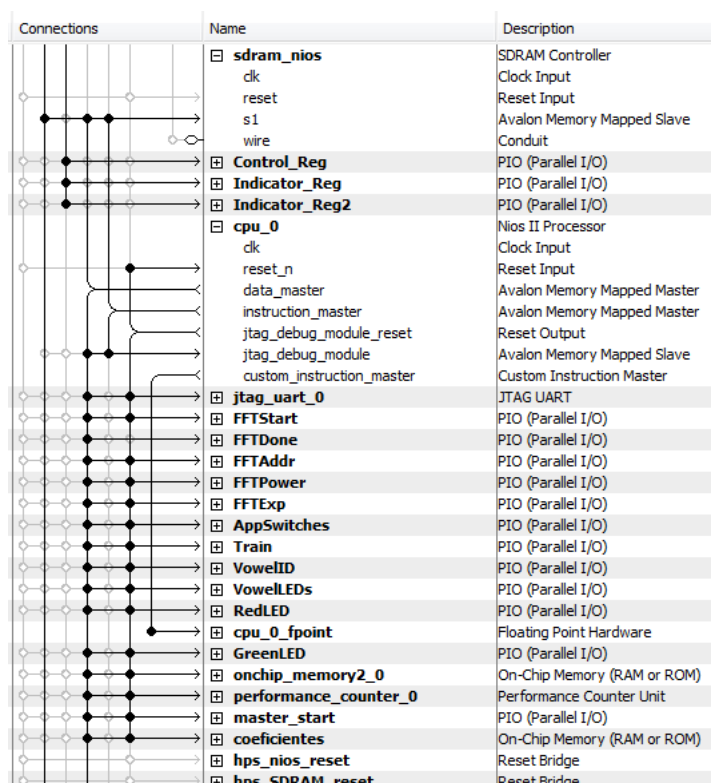 Connections Name Description
sdram_nios SDRAM Controller
clk Clock Input
reset Reset Input
s1 Avalon Memory Mapped Slave
wire Conduit
Control_Reg PIO (Parallel I/O)
Indicator_Reg PIO (Parallel I/O)
Indicator_Reg2 PIO (Parallel I/O)
cpu_0 Nios II Processor
clk Clock Input
reset_n Reset Input
data_master Avalon Memory Mapped Master
instruction_master Avalon Memory Mapped Master
jtag_debug_module_reset Reset Output
jtag_debug_module Avalon Memory Mapped Slave
custom_instruction_master Custom Instruction Master
jtag_uart_0 JTAG UART
FFTStart PIO (Parallel I/O)
FFTDone PIO (Parallel I/O)
FFTAddr PIO (Parallel I/O)
FFTPower PIO (Parallel I/O)
FFTExp PIO (Parallel I/O)
AppSwitches PIO (Parallel I/O)
Train PIO (Parallel I/O)
VowelID PIO (Parallel I/O)
VowelLEDs PIO (Parallel I/O)
RedLED PIO (Parallel I/O)
cpu_0_fpoint Floating Point Hardware
GreenLED PIO (Parallel I/O)
onchip_memory2_0 On-Chip Memory (RAM or ROM)
performance_counter_0 Performance Counter Unit
master_start PIO (Parallel I/O)
coeficientes On-Chip Memory (RAM or ROM)
hps_nios_reset Reset Bridge
hps_SDRAM_reset Reset Bridge